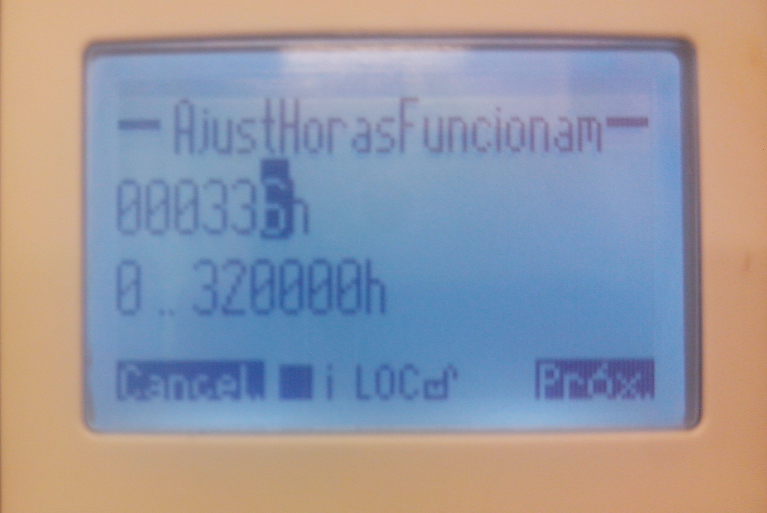 AjustHorasFuncionam
000336h
0 .. 320000h
Cancel. i LOC Próx.